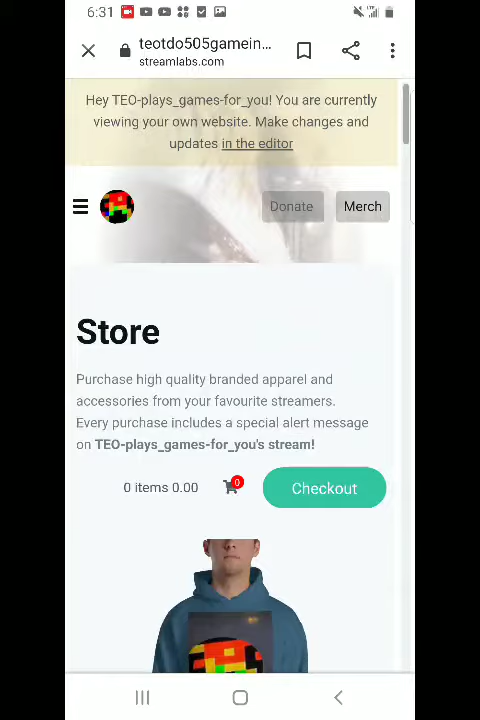 6:31
teotdo505gamein...
streamlabs.com
Hey TEO-plays_games-for_you! You are currently
viewing your own website. Make changes and
updates in the editor
Donate Merch
Store
Purchase high quality branded apparel and
accessories from your favourite streamers.
Every purchase includes a special alert message
on TEO-plays_games-for_you's stream!
0 items 0.00 0 Checkout